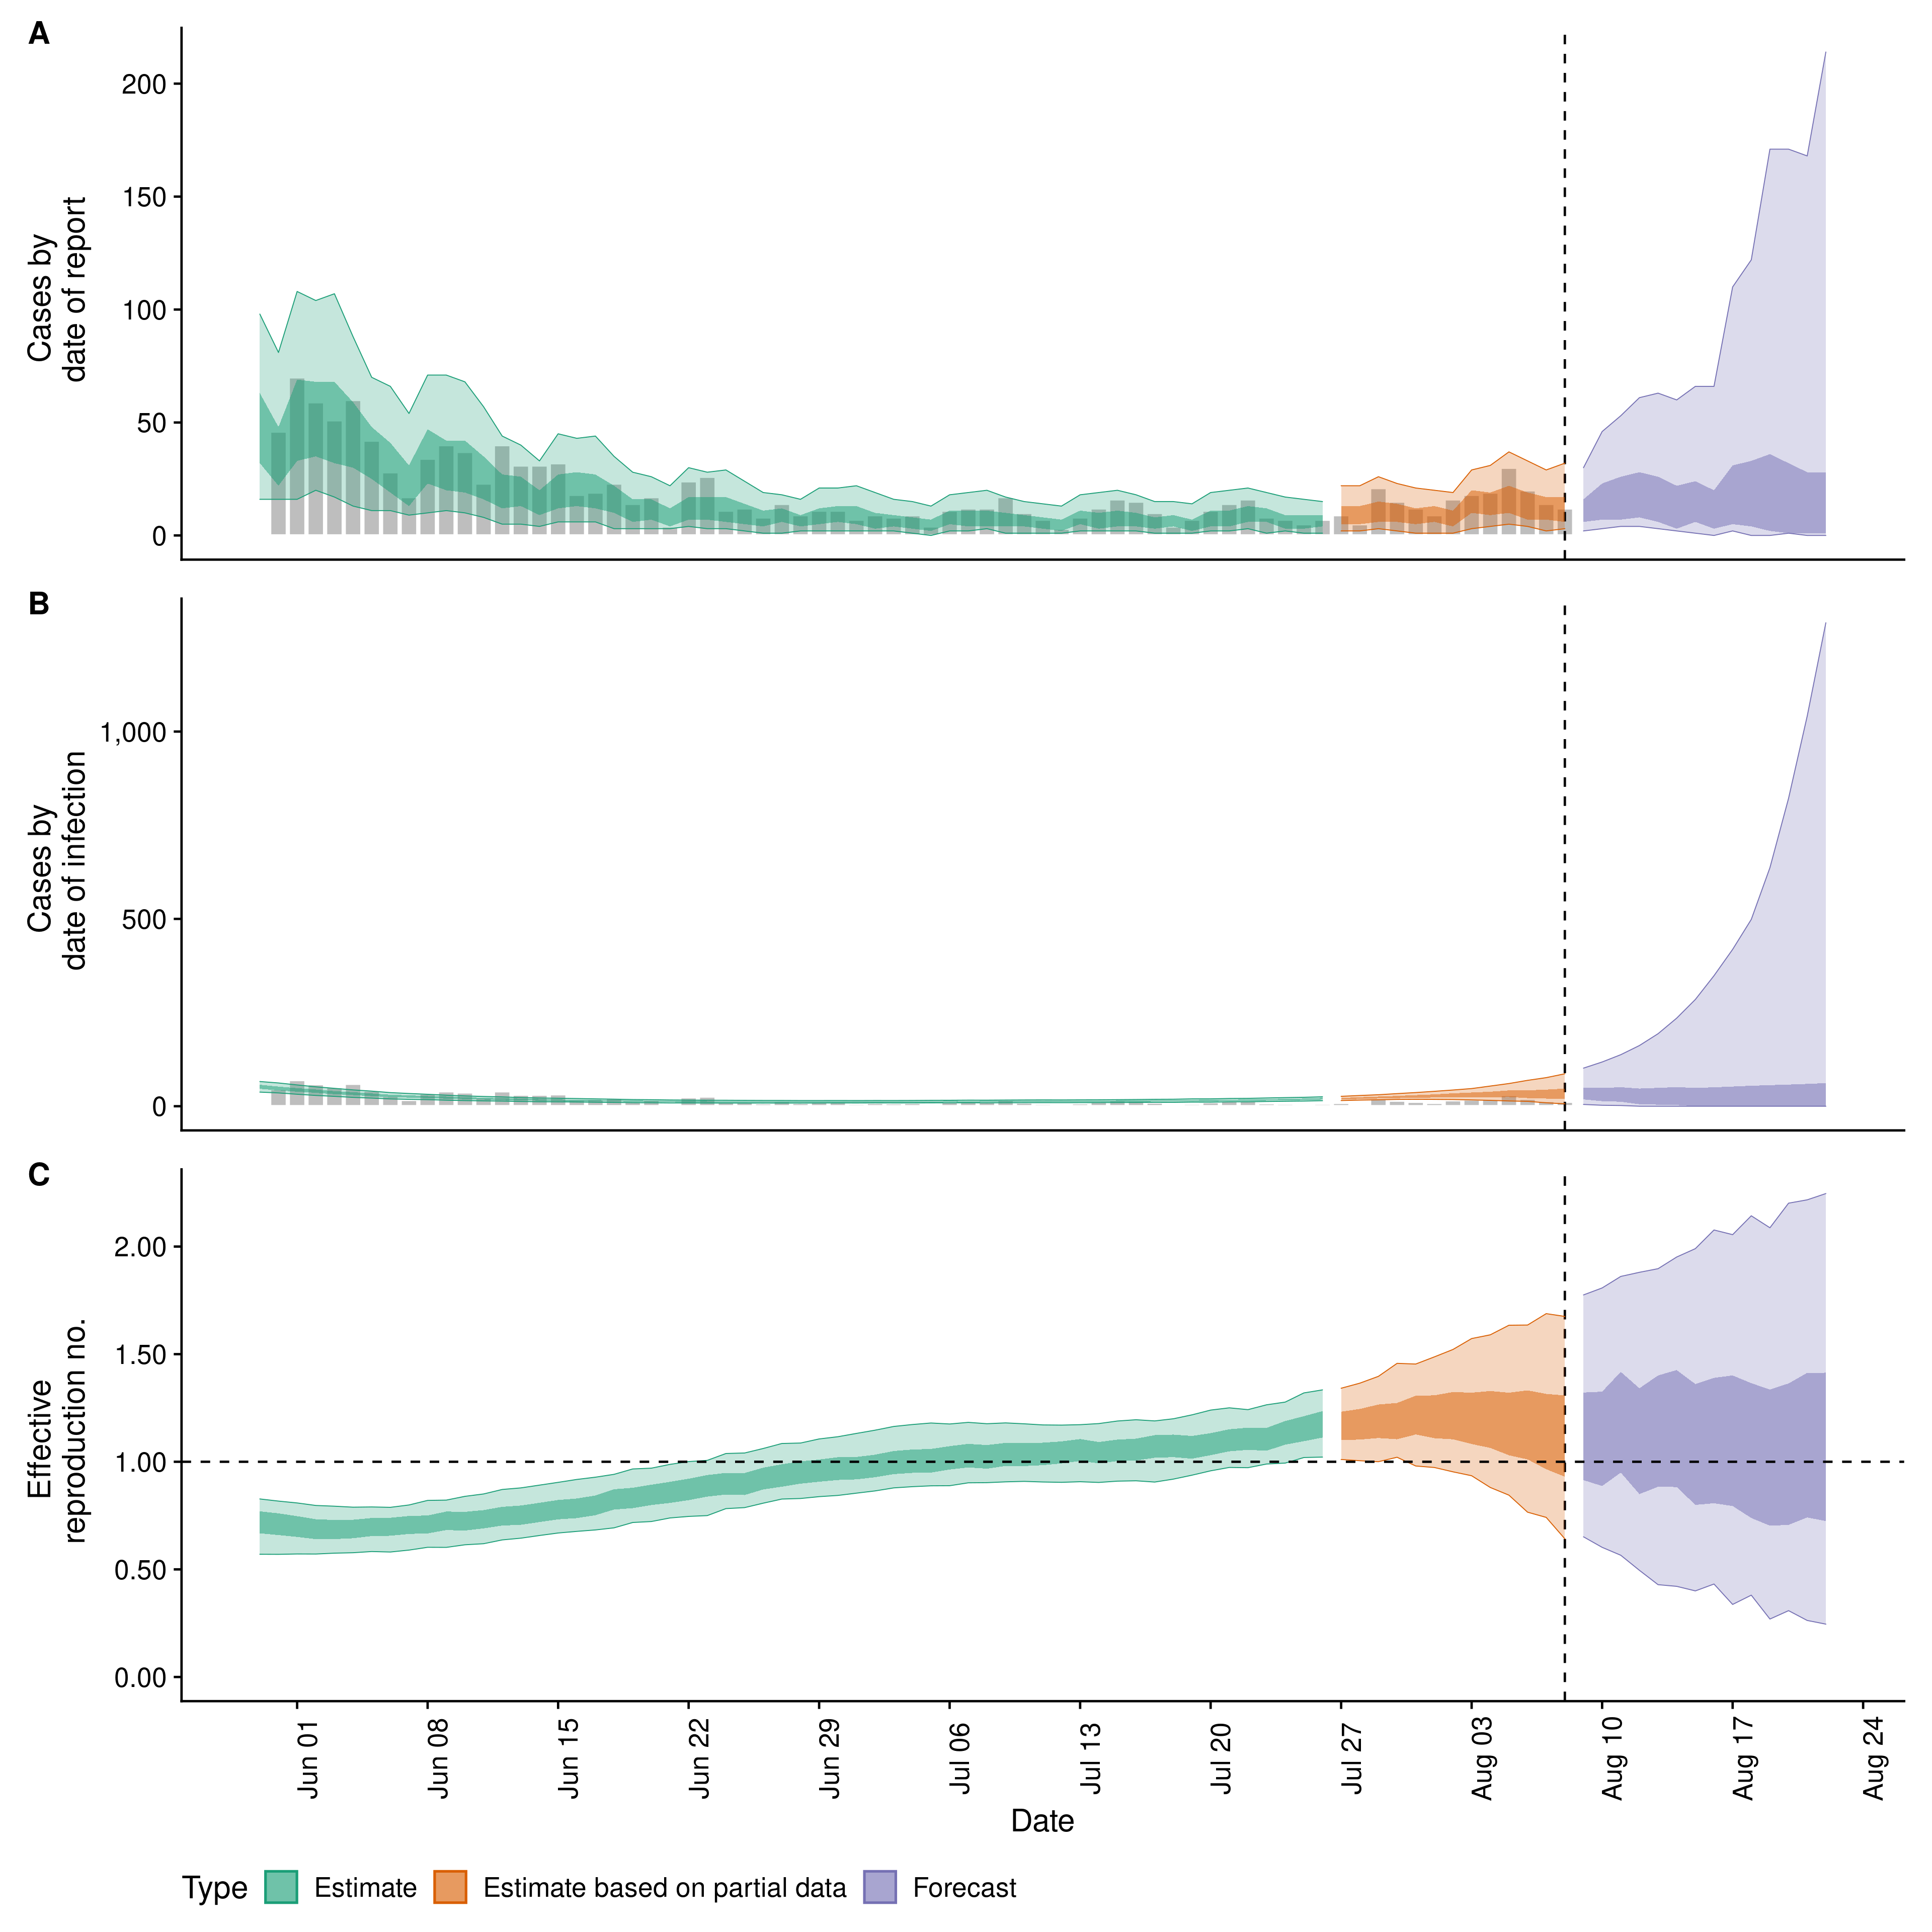 A
Cases by
date of report
200
150
100
50
0
B
Cases by
date of infection
1,000
500
0
C
Effective
reproduction no.
2.00
1.50
1.00
0.50
0.00
Jun 01
Jun 08
Jun 15
Jun 22
Jun 29
Jul 06
Jul 13
Jul 20
Jul 27
Aug 03
Aug 10
Aug 17
Aug 24
Date
Type Estimate Estimate based on partial data Forecast